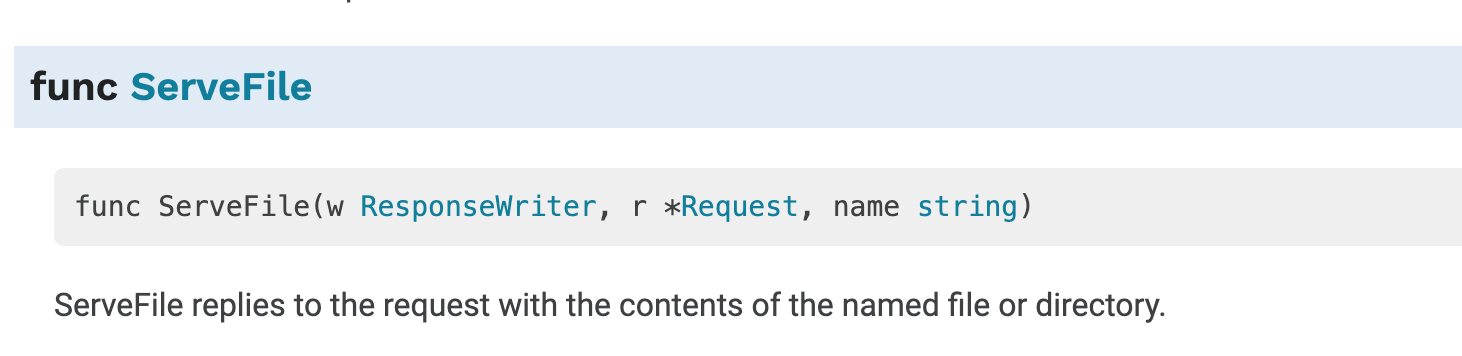 func ServeFile
func ServeFile(w ResponseWriter, r *Request, name string)
ServeFile replies to the request with the contents of the named file or directory.